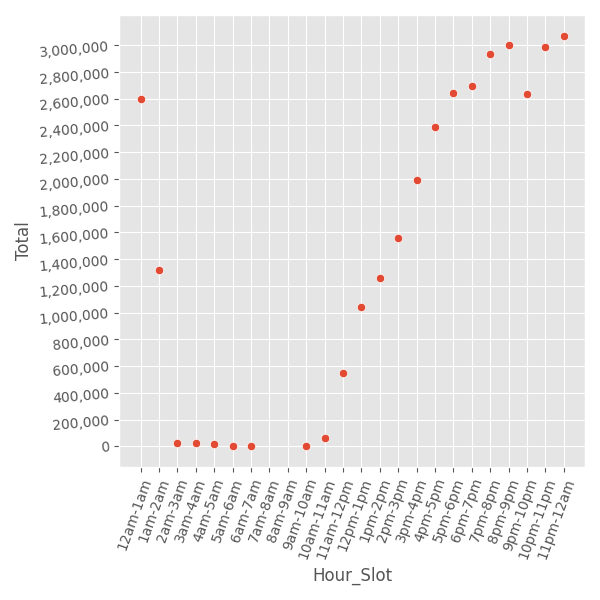 3,000,000
2,800,000
2,600,000
2,400,000
2,200,000
2,000,000
1,800,000
1,600,000
1,400,000
1,200,000
1,000,000
800,000
600,000
400,000
200,000
0
Total
12am-1am
1am-2am
2am-3am
3am-4am
4am-5am
5am-6am
6am-7am
7am-8am
8am-9am
9am-10am
10am-11am
11am-12pm
12pm-1pm
1pm-2pm
2pm-3pm
3pm-4pm
4pm-5pm
5pm-6pm
6pm-7pm
7pm-8pm
8pm-9pm
9pm-10pm
10pm-11pm
11pm-12am
Hour_Slot